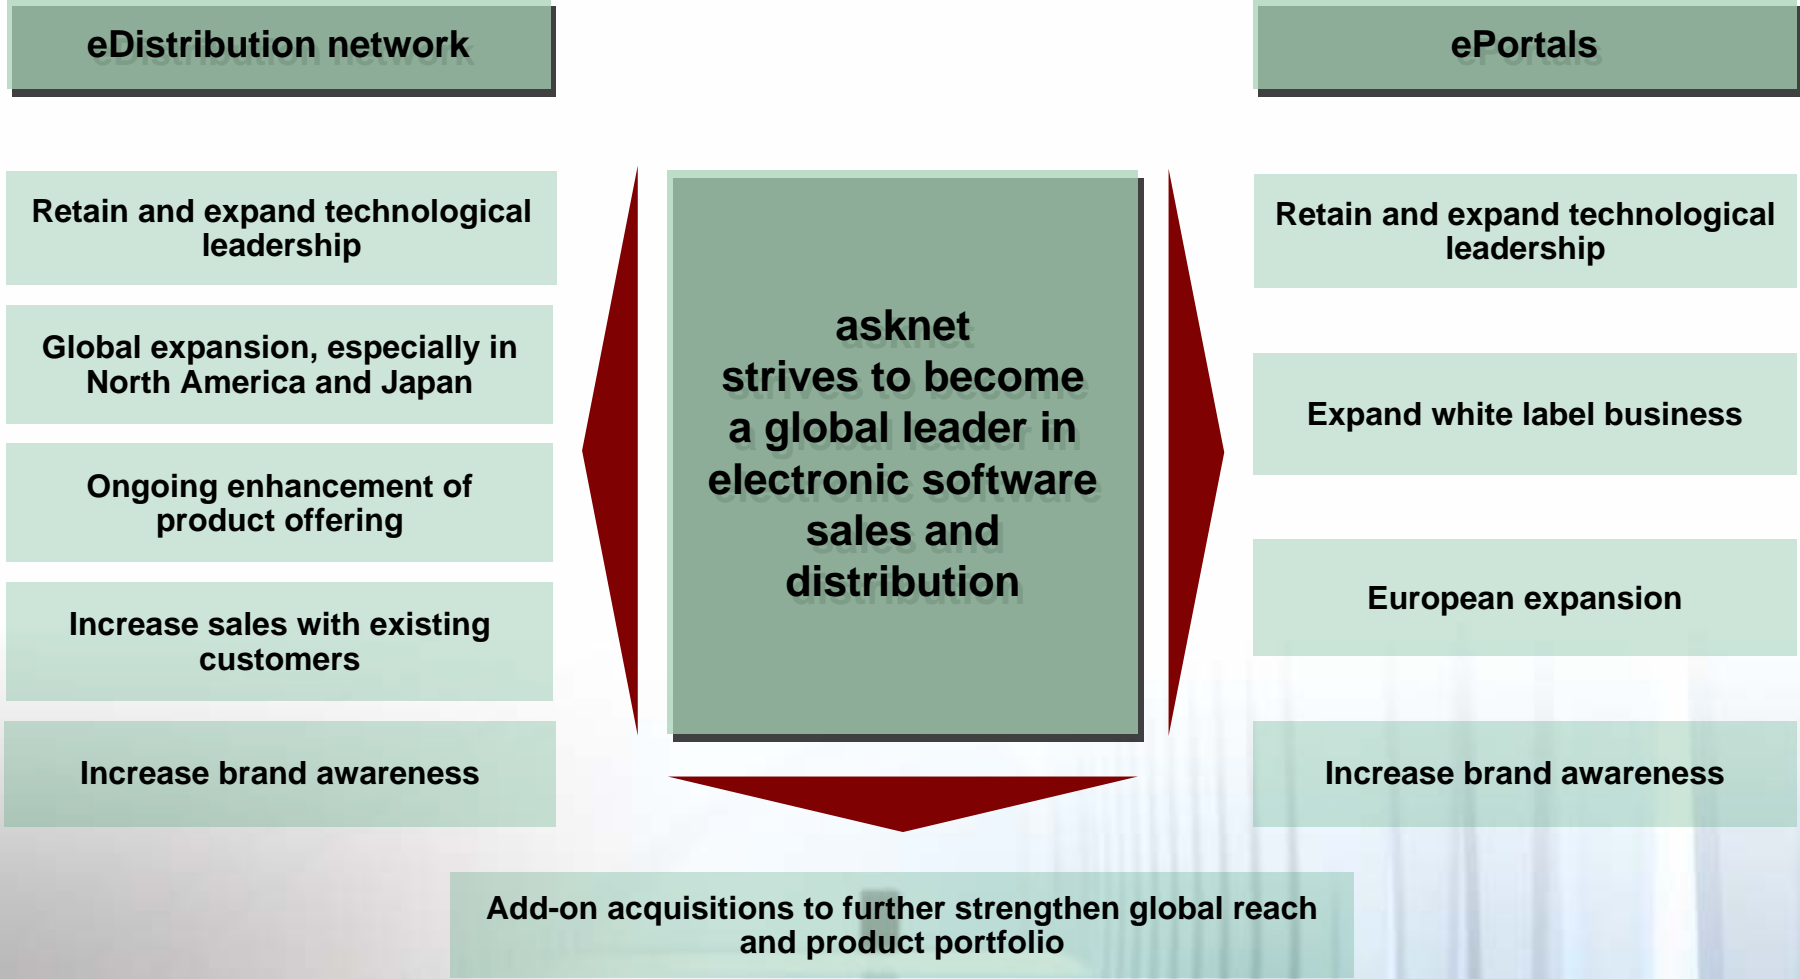 eDistribution network
ePortals
Retain and expand technological
leadership
Global expansion, especially in
North America and Japan
Ongoing enhancement of
product offering
Increase sales with existing
customers
Increase brand awareness
asknet
strives to become
a global leader in
electronic software
sales and
distribution
Retain and expand technological
leadership
Expand white label business
European expansion
Increase brand awareness
Add-on acquisitions to further strengthen global reach
and product portfolio